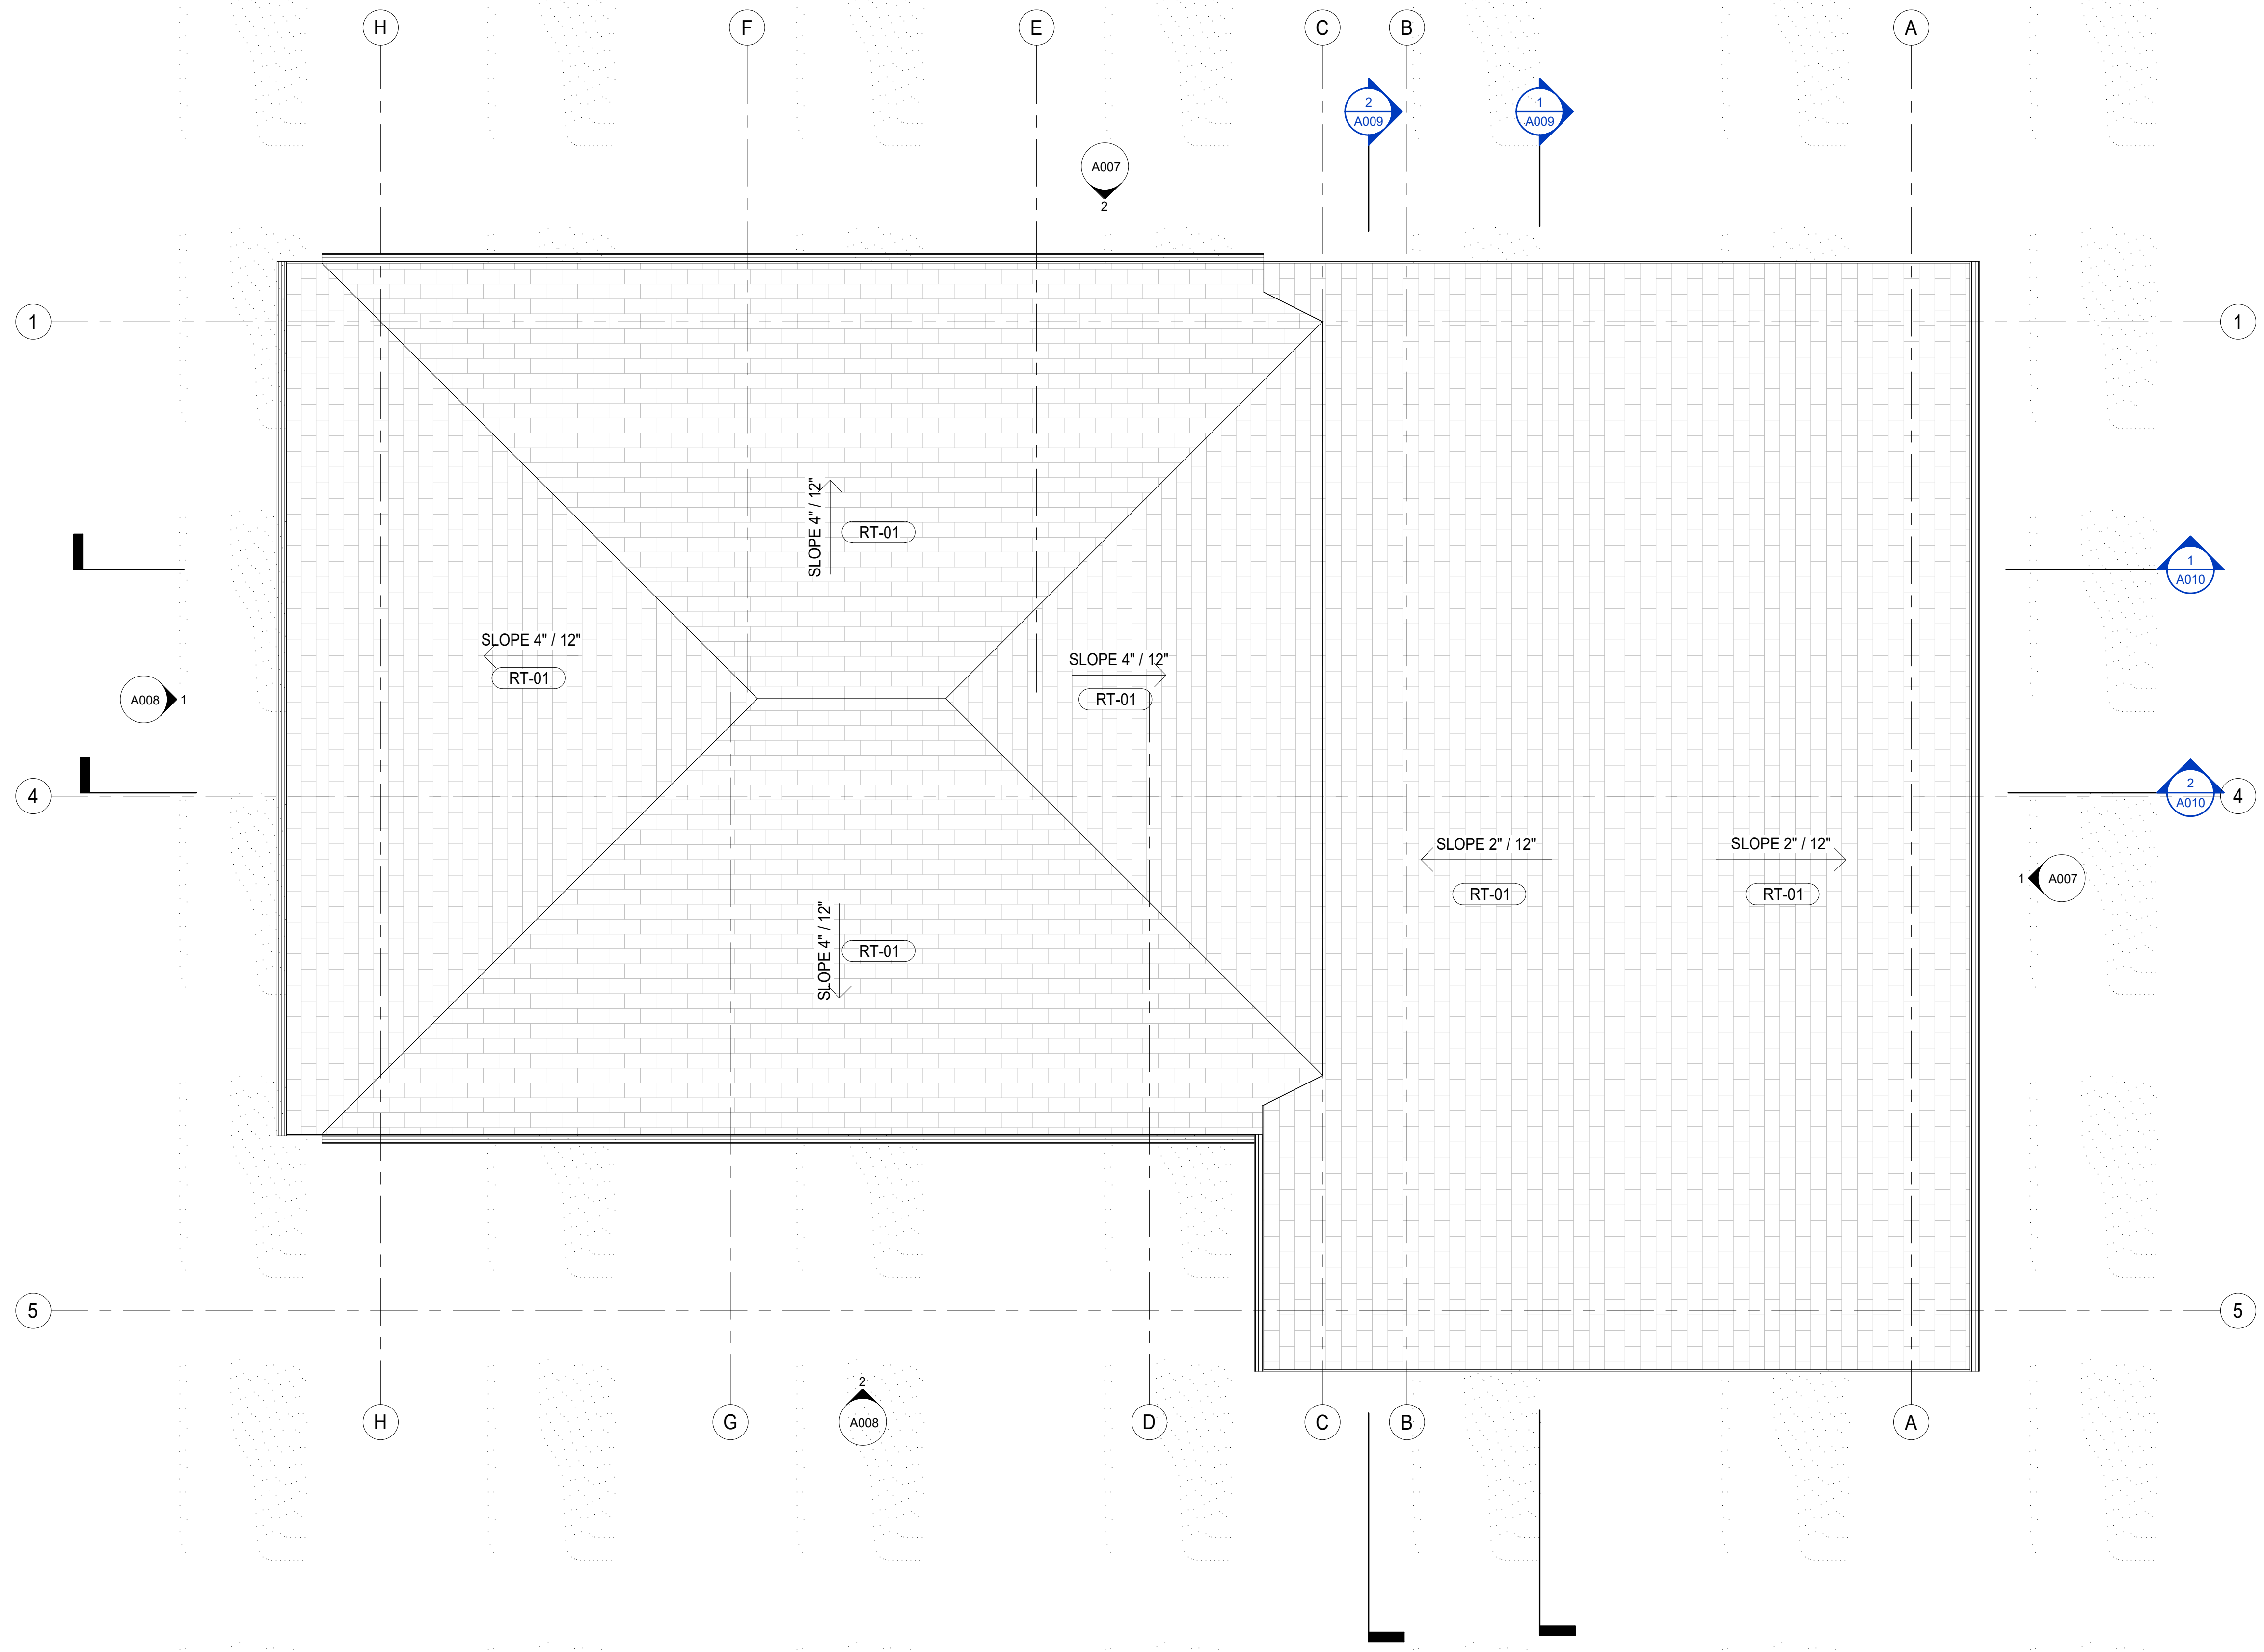 H
F
E
C
B
A
2
A009
1
A009
A007
2
1
1
SLOPE 4" / 12"
RT-01
1
A010
SLOPE 4" / 12"
RT-01
SLOPE 4" / 12"
RT-01
A008
1
4
2
A010
4
SLOPE 2" / 12"
RT-01
SLOPE 2" / 12"
RT-01
1
A007
SLOPE 4" / 12"
RT-01
5
5
2
A008
H
G
D
C
B
A